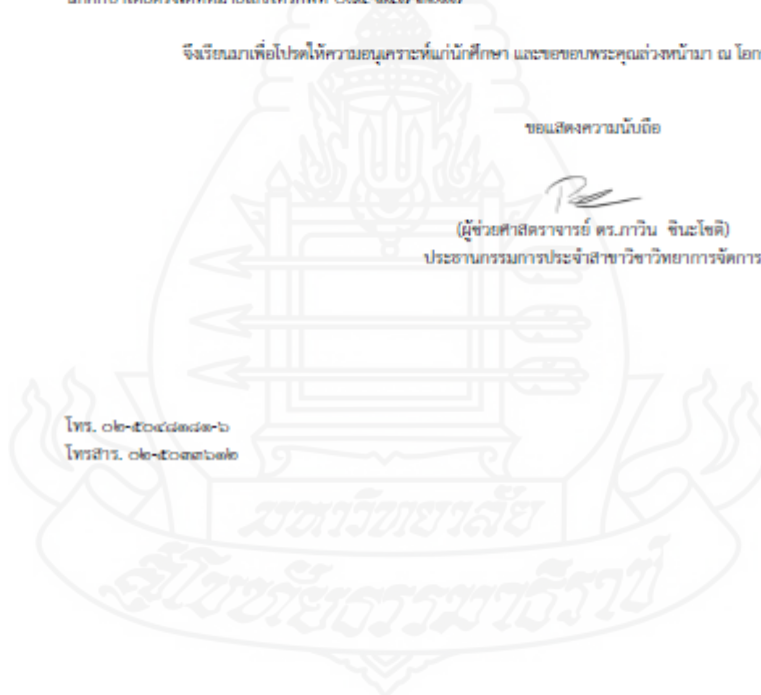 จึงเรียนมาเพื่อโปรดให้ความอนุเคราะห์แก่นักศึกษา และขอขอบพระคุณล่วงหน้ามา ณ โอก
ขอแสดงความนับถือ
(ผู้ช่วยศาสตราจารย์ ดร.ภาวิน ชินะโชติ)
ประธานกรรมการประจำสาขาวิชาวิทยาการจัดการ
โทร. ๐๒-๕๐๔๘๑๘๑-๖
โทรสาร. ๐๒-๕๐๓๓๖๑๒
มหาวิทยาลัย
สุโขทัยธรรมาธิราช